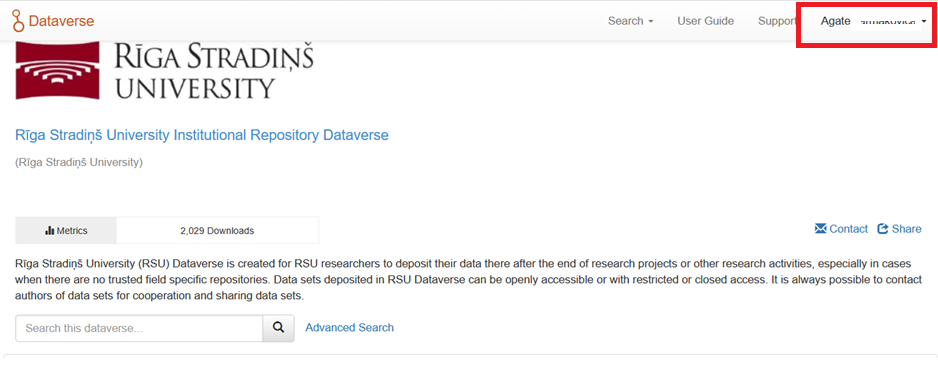 Dataverse
Search
User Guide
Support
Agate
RĪGA STRADIŅŠ
UNIVERSITY
Rīga Stradiņš University Institutional Repository Dataverse
(Rīga Stradiņš University)
Metrics
2,029 Downloads
Contact
Share
Rīga Stradiņš University (RSU) Dataverse is created for RSU researchers to deposit their data there after the end of research projects or other research activities, especially in cases
when there are no trusted field specific repositories. Data sets deposited in RSU Dataverse can be openly accessible or with restricted or closed access. It is always possible to contact
authors of data sets for cooperation and sharing data sets.
Search this dataverse...
Advanced Search